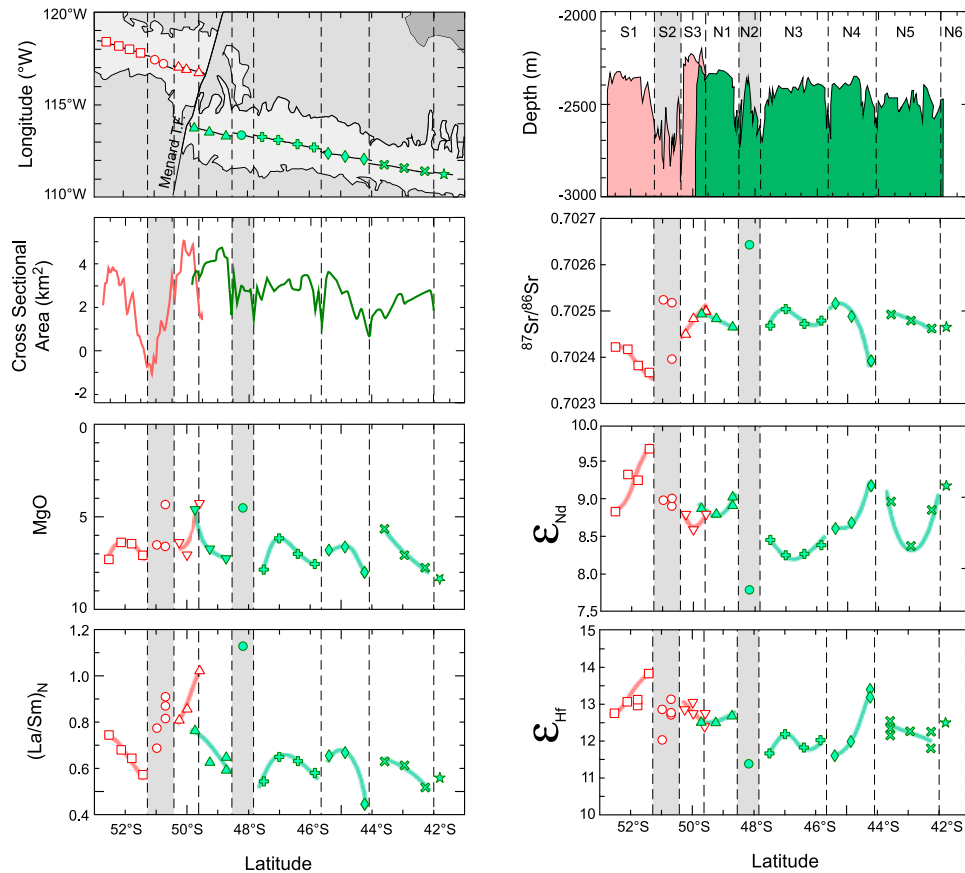 Longitude (°W)
115°W
110°W
Menard T.F.
Depth (m)
-2000
-2500
-3000
S1 S2 S3 N1 N2 N3 N4 N5 N6
Cross Sectional
Area (km²)
4
2
0
-2
⁸⁷Sr/⁸⁶Sr
0.7027
0.7026
0.7025
0.7024
0.7023
MgO
0
5
10
εNd
10.0
9.5
9.0
8.5
8.0
7.5
(La/Sm)N
1.2
1.0
0.8
0.6
0.4
εHf
15
14
13
12
11
10
52°S 50°S 48°S 46°S 44°S 42°S
Latitude
52°S 50°S 48°S 46°S 44°S 42°S
Latitude